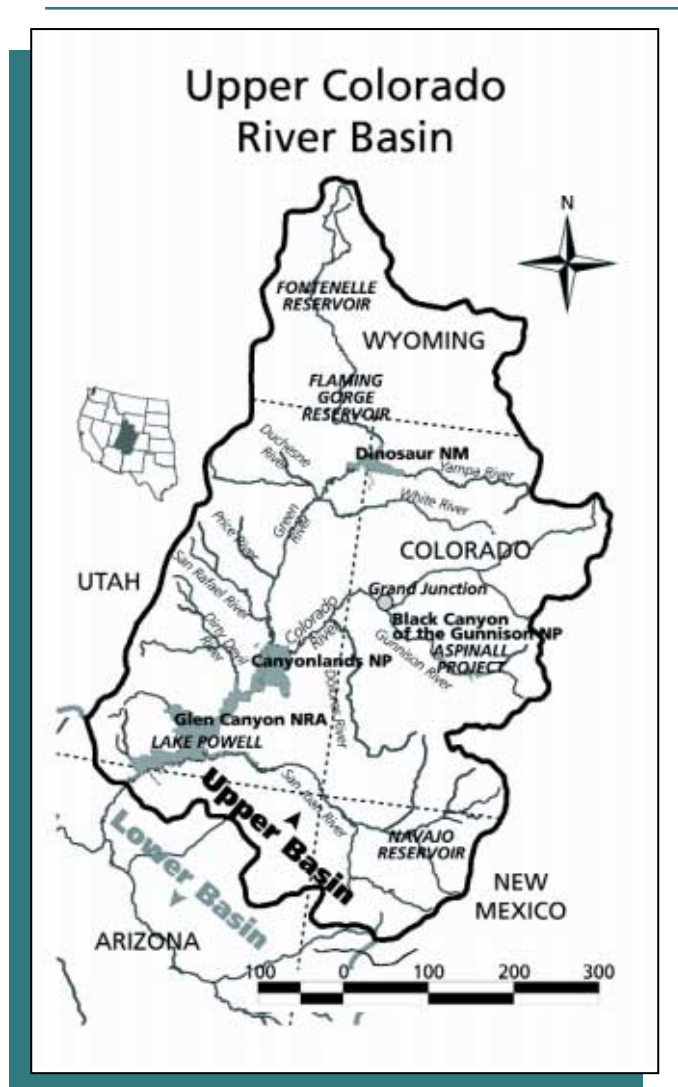 Upper Colorado
River Basin
N
FONTENELLE
RESERVOIR
WYOMING
FLAMING
GORGE
RESERVOIR
Duchesne
River
Dinosaur NM
Yampa River
White River
Green
River
Price River
COLORADO
San Rafael River
UTAH
Grand Junction
Colorado
River
Black Canyon
of the Gunnison NP
ASPINALL
PROJECT
Dirty Devil
River
Gunnison River
Canyonlands NP
Dolores River
Glen Canyon NRA
LAKE POWELL
San Juan River
Upper Basin
NAVAJO
RESERVOIR
Lower Basin
NEW
MEXICO
ARIZONA
100 0 100 200 300